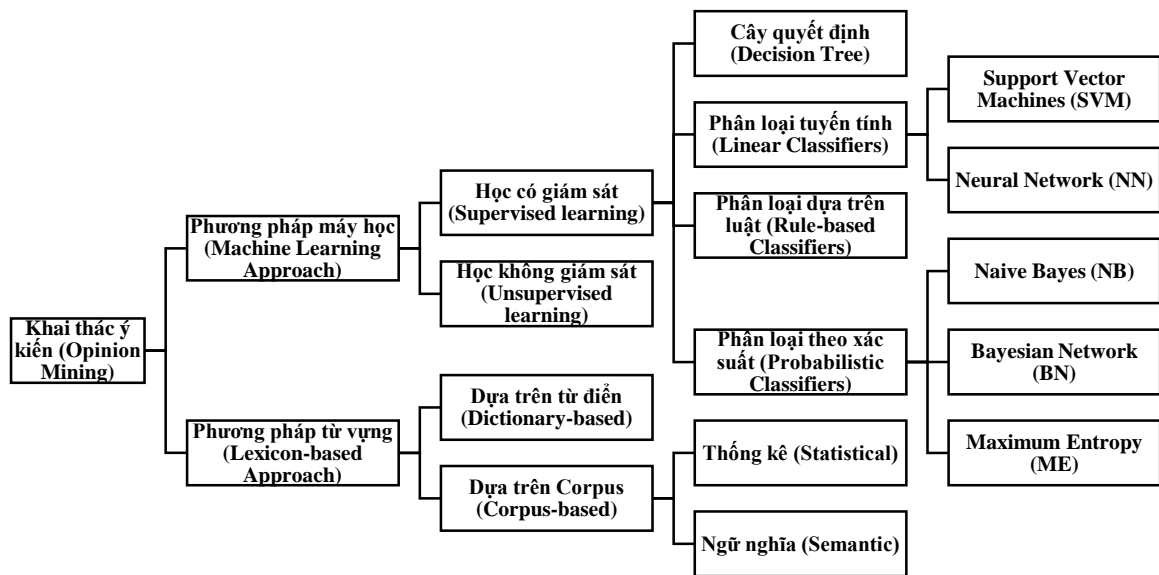 Khai thác ý
kiến (Opinion
Mining)
Phương pháp máy học
(Machine Learning
Approach)
Học có giám sát
(Supervised learning)
Cây quyết định
(Decision Tree)
Phân loại tuyến tính
(Linear Classifiers)
Support Vector
Machines (SVM)
Neural Network (NN)
Phân loại dựa trên
luật (Rule-based
Classifiers)
Phân loại theo xác
suất (Probabilistic
Classifiers)
Naive Bayes (NB)
Bayesian Network
(BN)
Maximum Entropy
(ME)
Học không giám sát
(Unsupervised
learning)
Phương pháp từ vựng
(Lexicon-based
Approach)
Dựa trên từ điển
(Dictionary-based)
Dựa trên Corpus
(Corpus-based)
Thống kê (Statistical)
Ngữ nghĩa (Semantic)